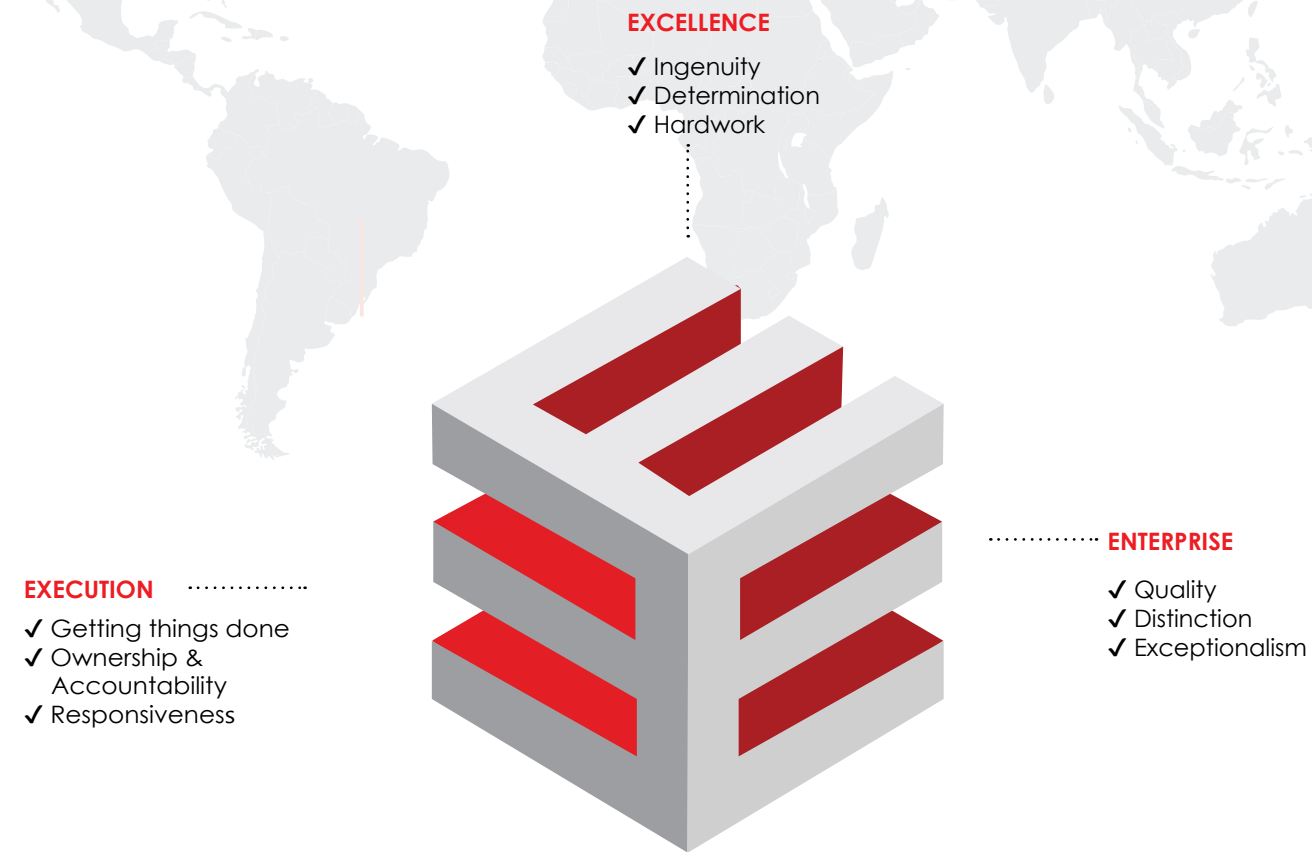 EXCELLENCE
✓ Ingenuity
✓ Determination
✓ Hardwork
ENTERPRISE
✓ Quality
✓ Distinction
✓ Exceptionalism
EXECUTION
✓ Getting things done
✓ Ownership &
Accountability
✓ Responsiveness